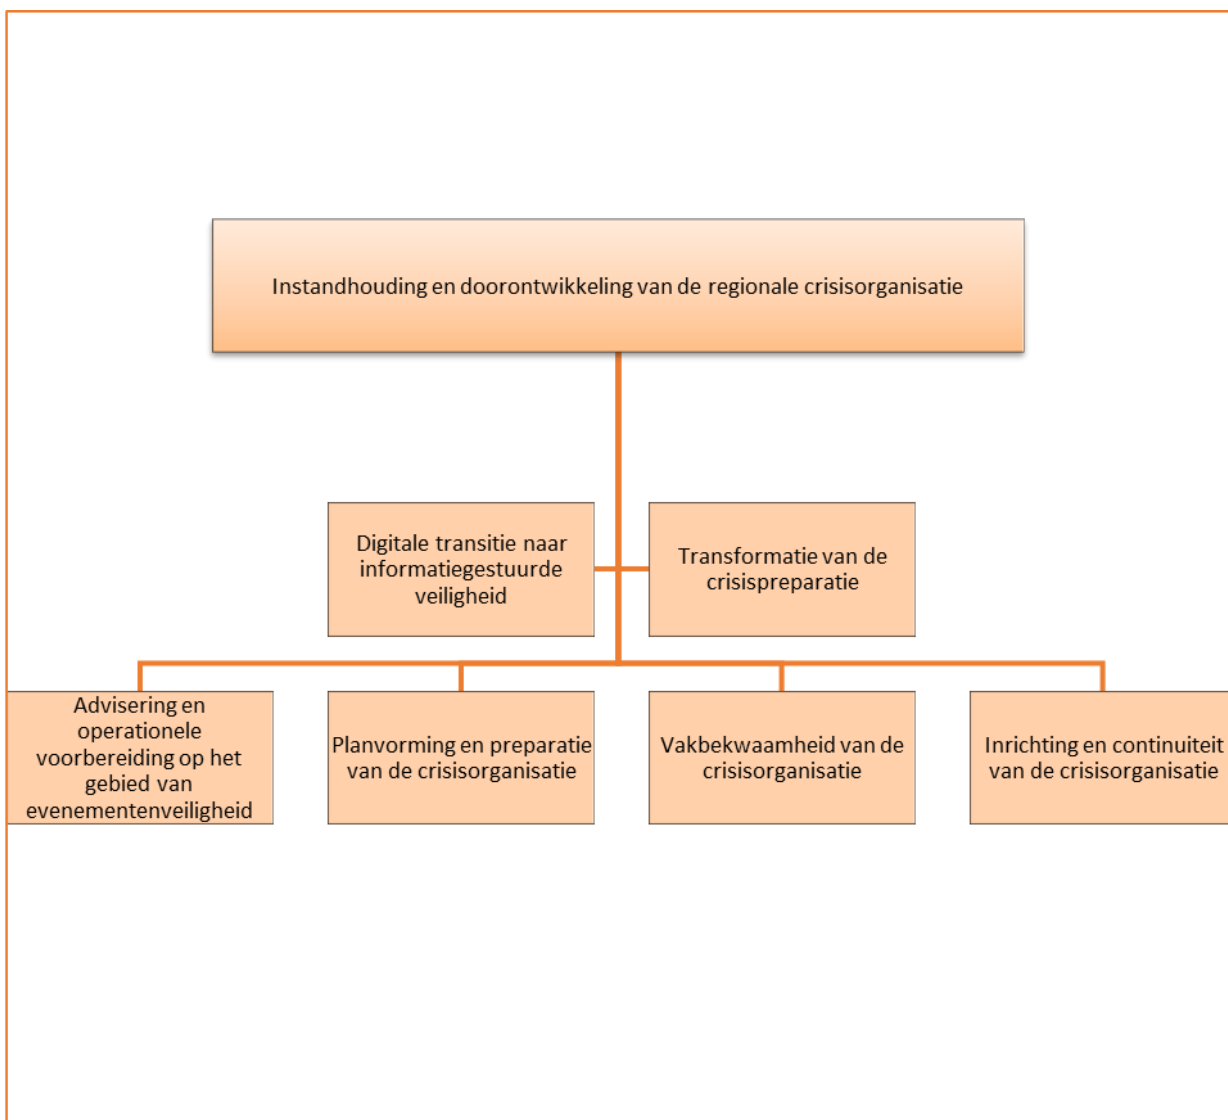 Instandhouding en doorontwikkeling van de regionale crisisorganisatie
Digitale transitie naar
informatiegestuurde
veiligheid
Transformatie van de
crisispreparatie
Advisering en
operationele
voorbereiding op het
gebied van
evenementenveiligheid
Planvorming en preparatie
van de crisisorganisatie
Vakbekwaamheid van de
crisisorganisatie
Inrichting en continuiteit
van de crisisorganisatie